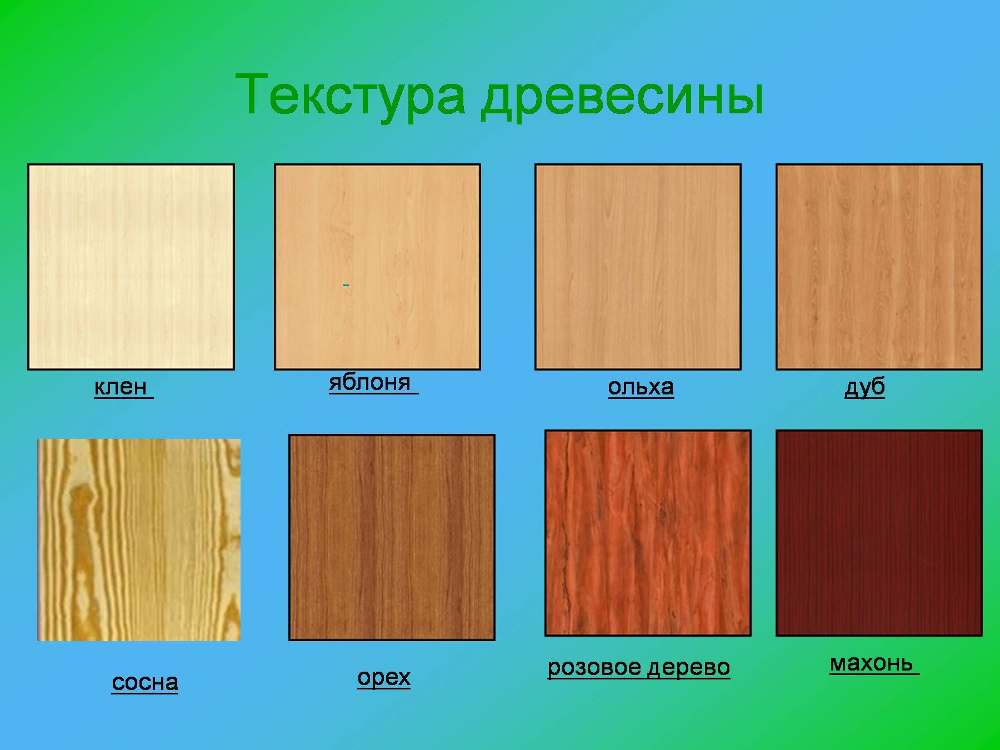 Текстура древесины
клен
яблоня
ольха
дуб
сосна
орех
розовое дерево
махонь